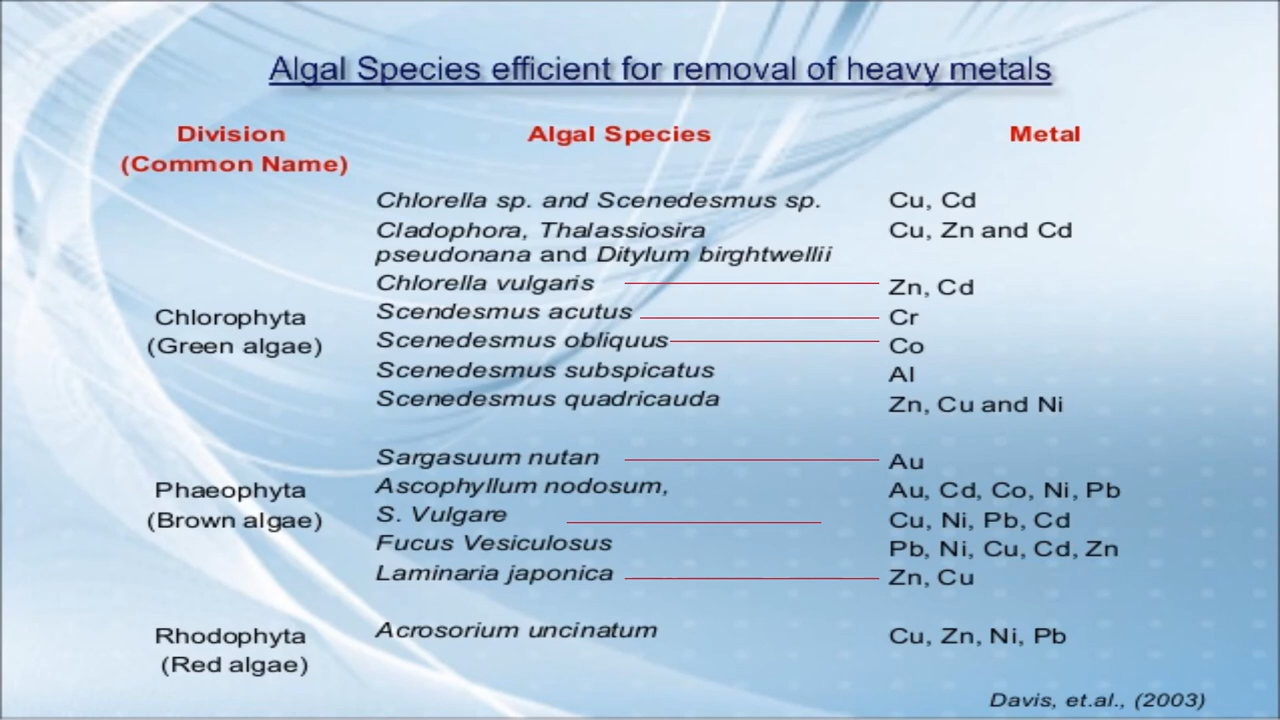 Algal Species efficient for removal of heavy metals
Division Algal Species Metal
(Common Name)
Chlorella sp. and Scenedesmus sp. Cu, Cd
Cladophora, Thalassiosira Cu, Zn and Cd
pseudonana and Ditylum birghtwellii
Chlorella vulgaris Zn, Cd
Chlorophyta Scendesmus acutus Cr
(Green algae) Scenedesmus obliquus Co
Scenedesmus subspicatus Al
Scenedesmus quadricauda Zn, Cu and Ni
Sargasuum nutan Au
Phaeophyta Ascophyllum nodosum, Au, Cd, Co, Ni, Pb
(Brown algae) S. Vulgare Cu, Ni, Pb, Cd
Fucus Vesiculosus Pb, Ni, Cu, Cd, Zn
Laminaria japonica Zn, Cu
Rhodophyta Acrosorium uncinatum Cu, Zn, Ni, Pb
(Red algae)
Davis, et.al., (2003)